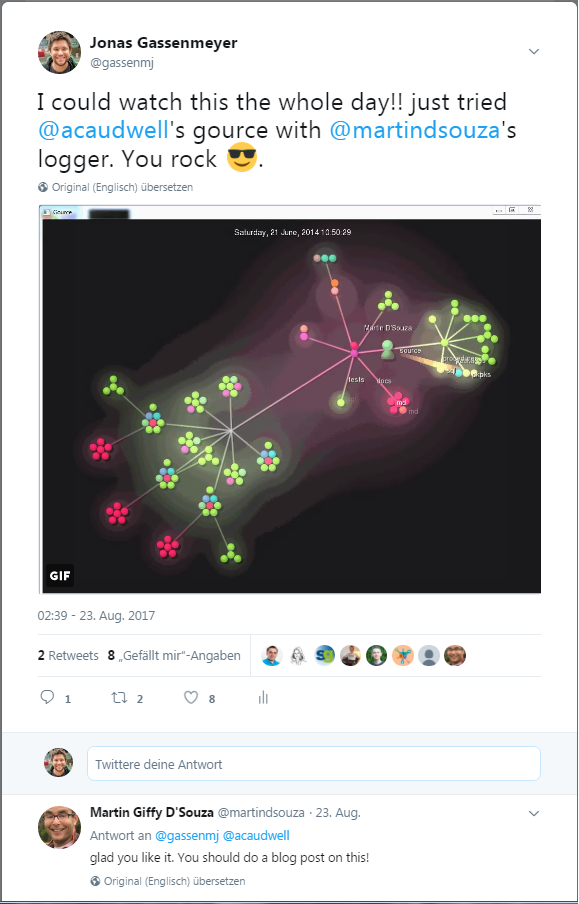 Jonas Gassenmeyer
@gassenmj
I could watch this the whole day!! just tried
@acaudwell's gource with @martindsouza's
logger. You rock 😎.
Original (Englisch) übersetzen
Gource
Saturday, 21 June, 2014 10:50:29
Martin D'Souza
source
tests
docs
md
md
GIF
02:39 - 23. Aug. 2017
2 Retweets 8 „Gefällt mir“-Angaben
1 2 8
Twittere deine Antwort
Martin Giffy D'Souza @martindsouza · 23. Aug.
Antwort an @gassenmj @acaudwell
glad you like it. You should do a blog post on this!
Original (Englisch) übersetzen